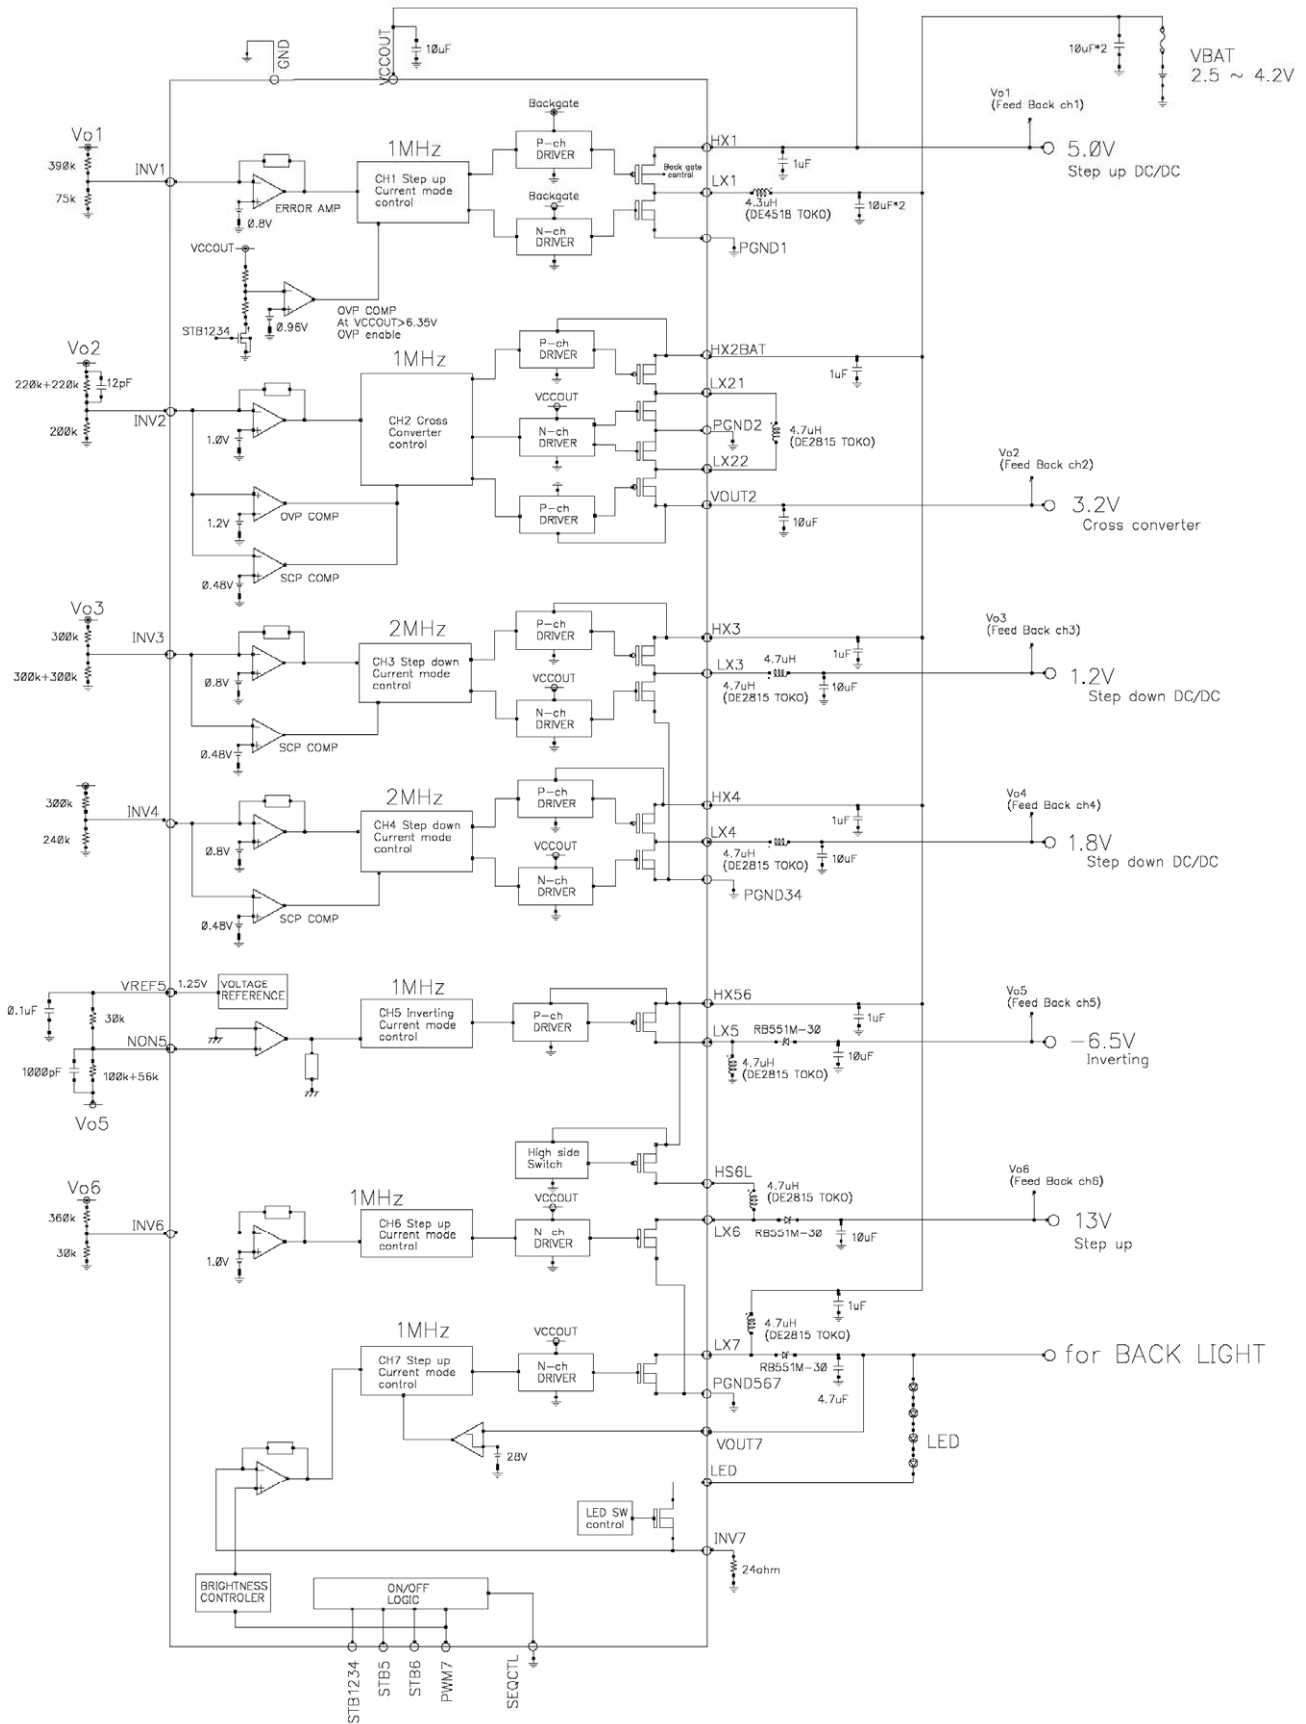 GND
VCCOUT
10uF
10uF*2
VBAT
2.5 ~ 4.2V
Vo1
(Feed Back ch1)
5.0V
Step up DC/DC
Vo1
390k
75k
INV1
ERROR AMP
0.8V
1MHz
CH1 Step up
Current mode
control
Backgate
P-ch
DRIVER
Backgate
N-ch
DRIVER
Back gate
control
HX1
1uF
LX1
4.3uH
(DE4518 TOKO)
10uF*2
PGND1
VCCOUT
STB1234
0.96V
OVP COMP
At VCCOUT>6.35V
OVP enable
Vo2
220k+220k
12pF
200k
INV2
1.0V
1.2V
OVP COMP
0.48V
SCP COMP
1MHz
CH2 Cross
Converter
control
P-ch
DRIVER
VCCOUT
N-ch
DRIVER
P-ch
DRIVER
HX2BAT
1uF
LX21
PGND2
4.7uH
(DE2815 TOKO)
LX22
VOUT2
10uF
Vo2
(Feed Back ch2)
3.2V
Cross converter
Vo3
300k
300k+300k
INV3
0.8V
0.48V
SCP COMP
2MHz
CH3 Step down
Current mode
control
P-ch
DRIVER
VCCOUT
N-ch
DRIVER
HX3
1uF
LX3
4.7uH
4.7uH
(DE2815 TOKO)
10uF
Vo3
(Feed Back ch3)
1.2V
Step down DC/DC
300k
240k
INV4
0.8V
0.48V
SCP COMP
2MHz
CH4 Step down
Current mode
control
P-ch
DRIVER
VCCOUT
N-ch
DRIVER
HX4
1uF
LX4
4.7uH
(DE2815 TOKO)
10uF
PGND34
Vo4
(Feed Back ch4)
1.8V
Step down DC/DC
VREF5
1.25V
VOLTAGE
REFERENCE
0.1uF
30k
NON5
1000pF
100k+56k
Vo5
1MHz
CH5 Inverting
Current mode
control
P-ch
DRIVER
HX56
1uF
LX5
RB551M-30
4.7uH
(DE2815 TOKO)
10uF
Vo5
(Feed Back ch5)
-6.5V
Inverting
High side
Switch
HS6L
4.7uH
(DE2815 TOKO)
Vo6
360k
30k
INV6
1.0V
1MHz
CH6 Step up
Current mode
control
VCCOUT
N ch
DRIVER
LX6
RB551M-30
10uF
Vo6
(Feed Back ch6)
13V
Step up
1uF
4.7uH
(DE2815 TOKO)
1MHz
CH7 Step up
Current mode
control
VCCOUT
N-ch
DRIVER
LX7
RB551M-30
4.7uF
for BACK LIGHT
PGND567
28V
VOUT7
LED
LED
LED SW
control
INV7
24ohm
BRIGHTNESS
CONTROLER
ON/OFF
LOGIC
STB1234
STB5
STB6
PWM7
SEQCTL